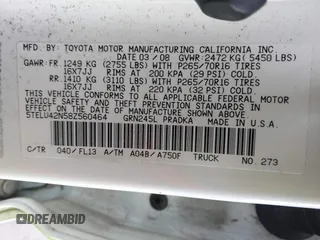 MFD. BY: TOYOTA MOTOR MANUFACTURING CALIFORNIA INC.
DATE 03/08 GVWR: 2472 KG ( 5450 LBS)
GAWR: FR. 1249 KG (2755 LBS) WITH P265/70R16 TIRES
16X7JJ RIMS AT 200 KPA (29 PSI) COLD.
RR. 1410 KG (3110 LBS) WITH P265/70R16 TIRES
16X7JJ RIMS AT 220 KPA (32 PSI) COLD.
THIS VEHICLE CONFORMS TO ALL APPLICABLE FEDERAL
MOTOR VEHICLE SAFETY STANDARDS IN EFFECT ON THE
DATE OF MANUFACTURE SHOWN ABOVE.
5TELU42N58Z560464 GRN245L PRADKA MADE IN U.S.A.
C/TR 040/FL13 A/TM A04B/A750F TRUCK NO. 273
DREAMBID